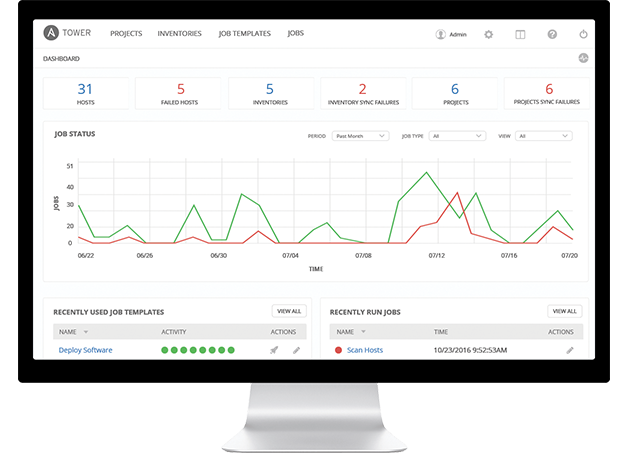 A TOWER PROJECTS INVENTORIES JOB TEMPLATES JOBS Admin ?
DASHBOARD
31 5 5 2 6 6
HOSTS FAILED HOSTS INVENTORIES INVENTORY SYNC FAILURES PROJECTS PROJECTS SYNC FAILURES
JOB STATUS PERIOD Past Month JOB TYPE All VIEW All
51
40
30
20
0
JOBS
06/22 06/26 06/30 07/04 07/08 07/12 07/16 07/20
TIME
RECENTLY USED JOB TEMPLATES VIEW ALL RECENTLY RUN JOBS VIEW ALL
NAME ACTIVITY ACTIONS NAME TIME ACTIONS
Deploy Software Scan Hosts 10/23/2016 9:52:53AM